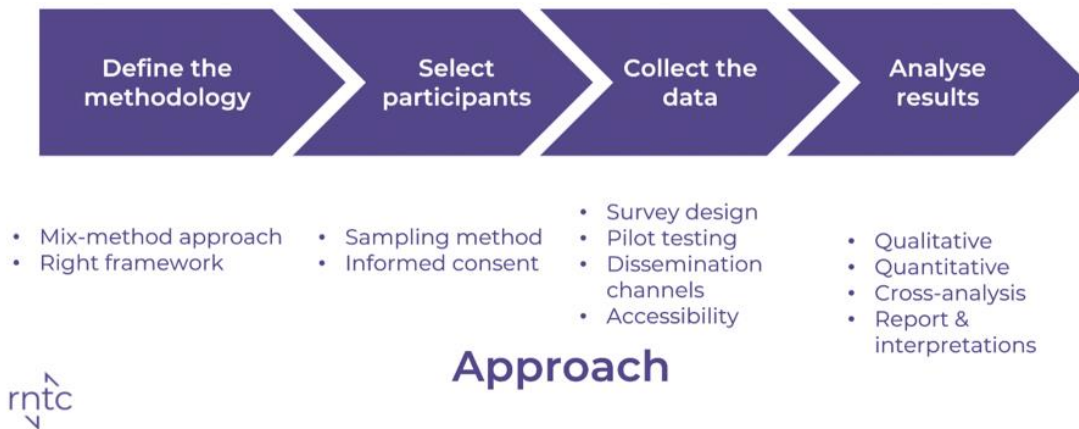 Define the
methodology
Select
participants
Collect the
data
Analyse
results
• Mix-method approach
• Right framework
• Sampling method
• Informed consent
• Survey design
• Pilot testing
• Dissemination
channels
• Accessibility
• Qualitative
• Quantitative
• Cross-analysis
• Report &
interpretations
Approach
rntc